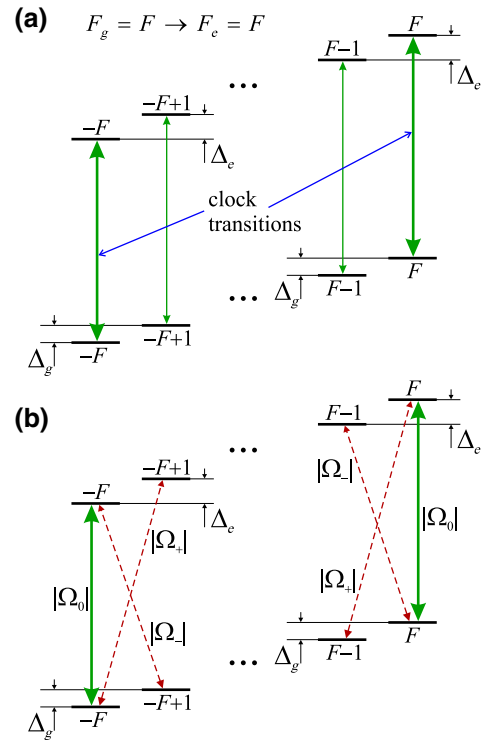 (a) F_g = F → F_e = F
F
F−1
Δ_e
...
−F+1
−F
Δ_e
clock
transitions
F
F−1
Δ_g
...
−F+1
−F
Δ_g
(b)
F
F−1
Δ_e
...
−F+1
−F
Δ_e
|Ω_−|
|Ω_0|
|Ω_+|
|Ω_0|
|Ω_+|
|Ω_−|
F
F−1
Δ_g
...
−F+1
−F
Δ_g